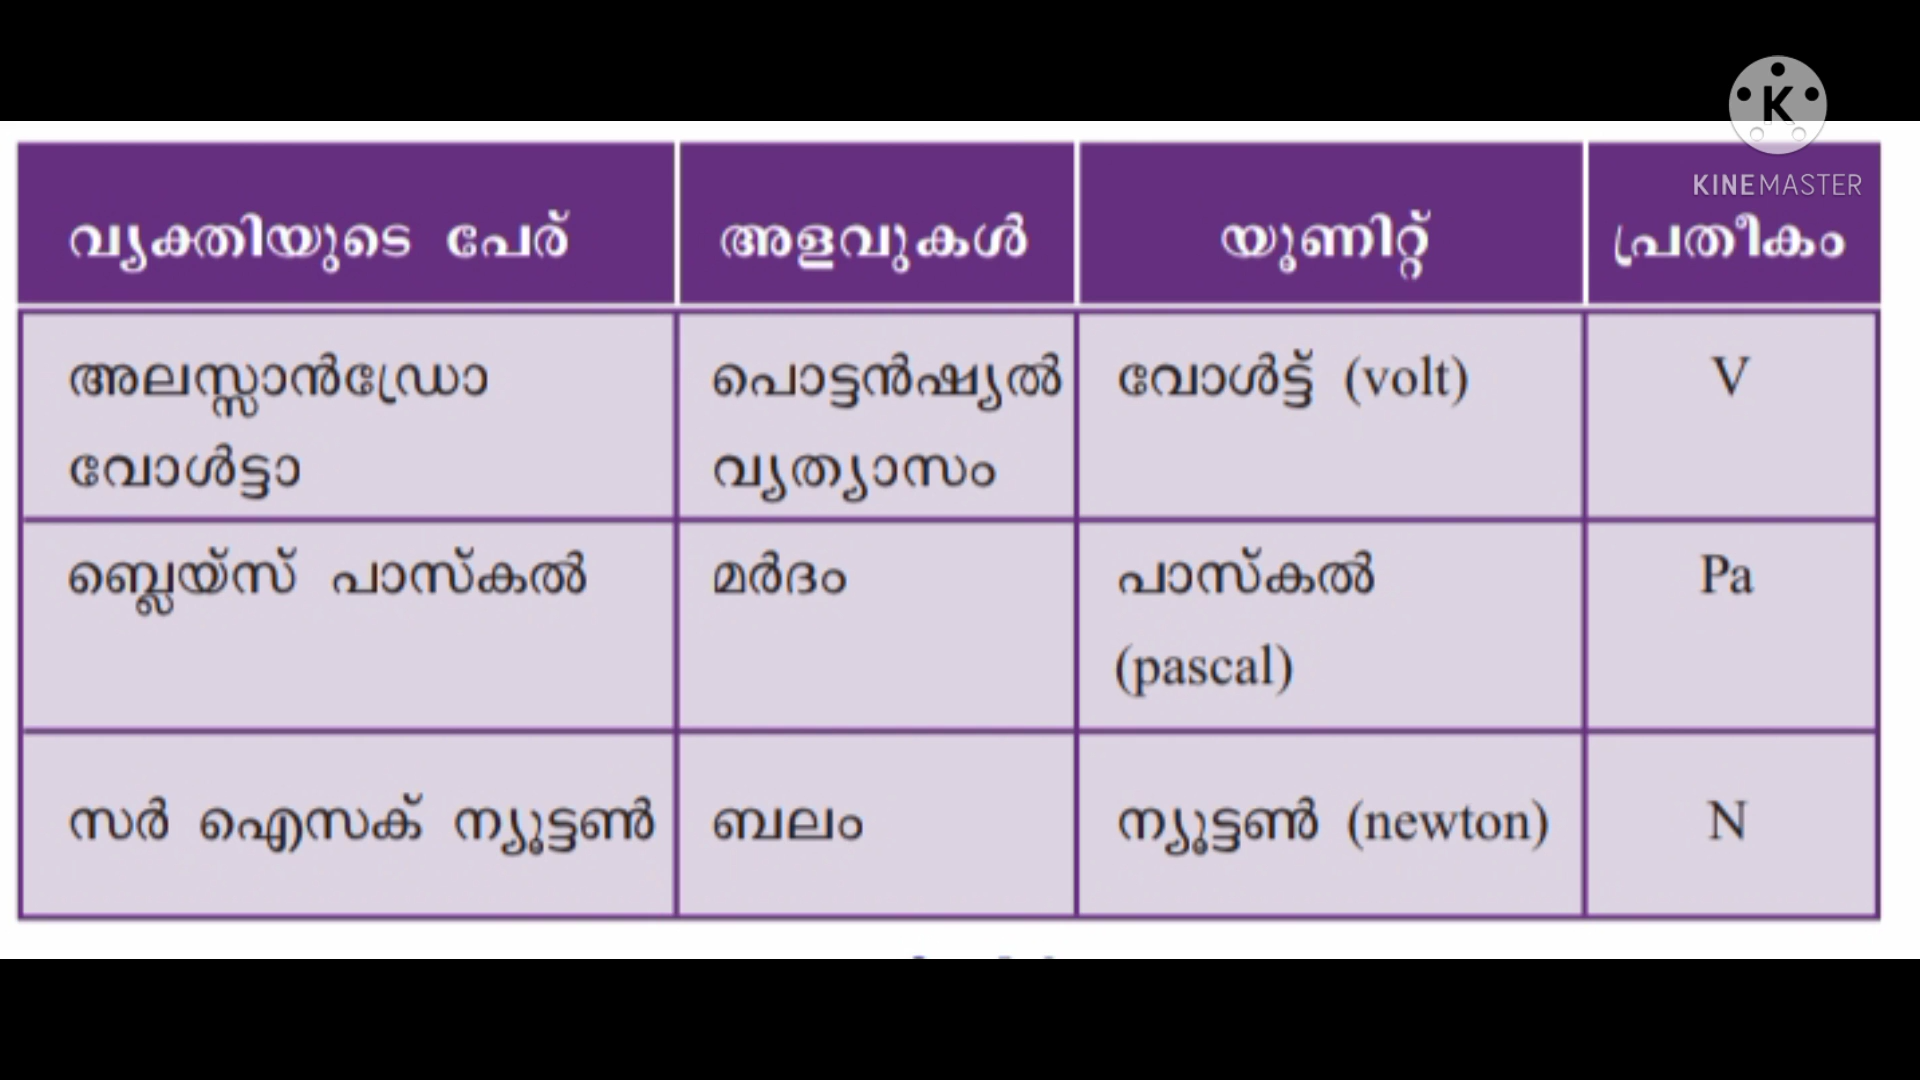 K
KINEMASTER
വ്യക്തിയുടെ പേര് അളവുകൾ യൂണിറ്റ് പ്രതീകം
അലസ്സാൻഡ്രോ പൊട്ടൻഷ്യൽ വോൾട്ട് (volt) V
വോൾട്ടാ വ്യത്യാസം
ബ്ലെയ്സ് പാസ്കൽ മർദം പാസ്കൽ Pa
(pascal)
സർ ഐസക് ന്യൂട്ടൺ ബലം ന്യൂട്ടൺ (newton) N